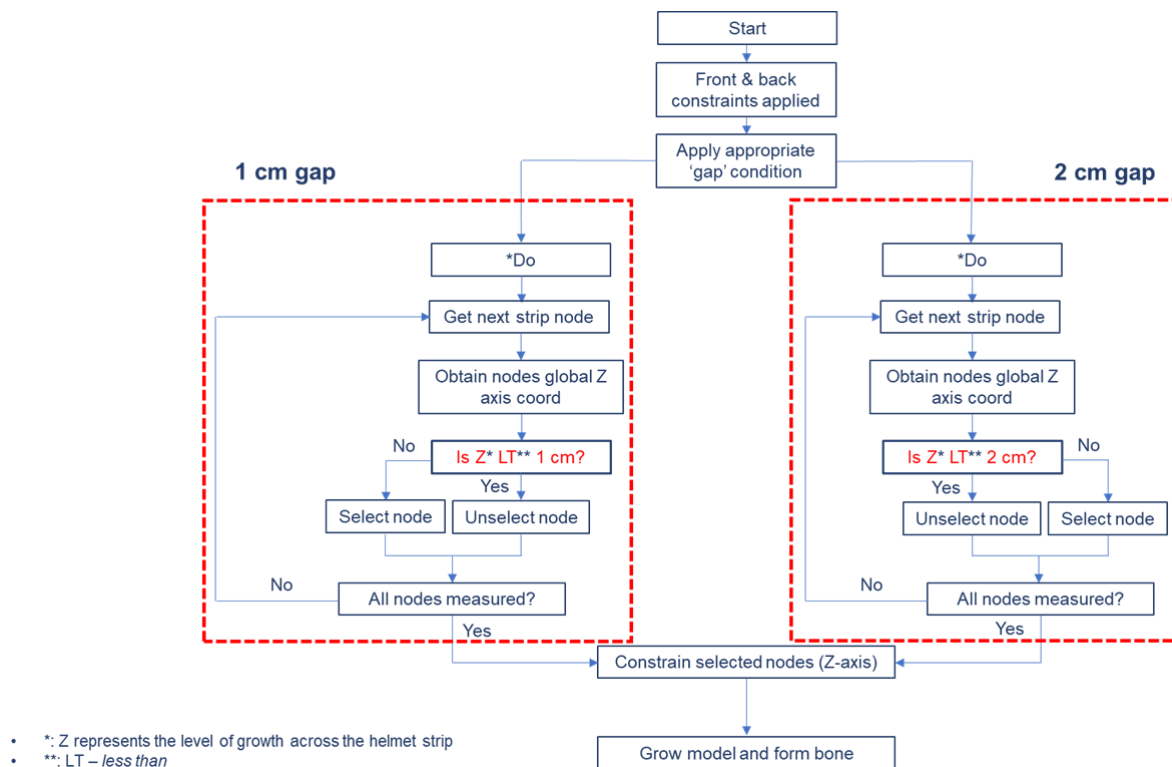 Start
Front & back
constraints applied
Apply appropriate
‘gap’ condition
1 cm gap
*Do
Get next strip node
Obtain nodes global Z
axis coord
No
Is Z* LT** 1 cm?
Yes
Select node
Unselect node
No
All nodes measured?
Yes
2 cm gap
*Do
Get next strip node
Obtain nodes global Z
axis coord
Is Z* LT** 2 cm?
No
Yes
Unselect node
Select node
No
All nodes measured?
Yes
Constrain selected nodes (Z-axis)
Grow model and form bone
• *: Z represents the level of growth across the helmet strip
• **: LT – less than